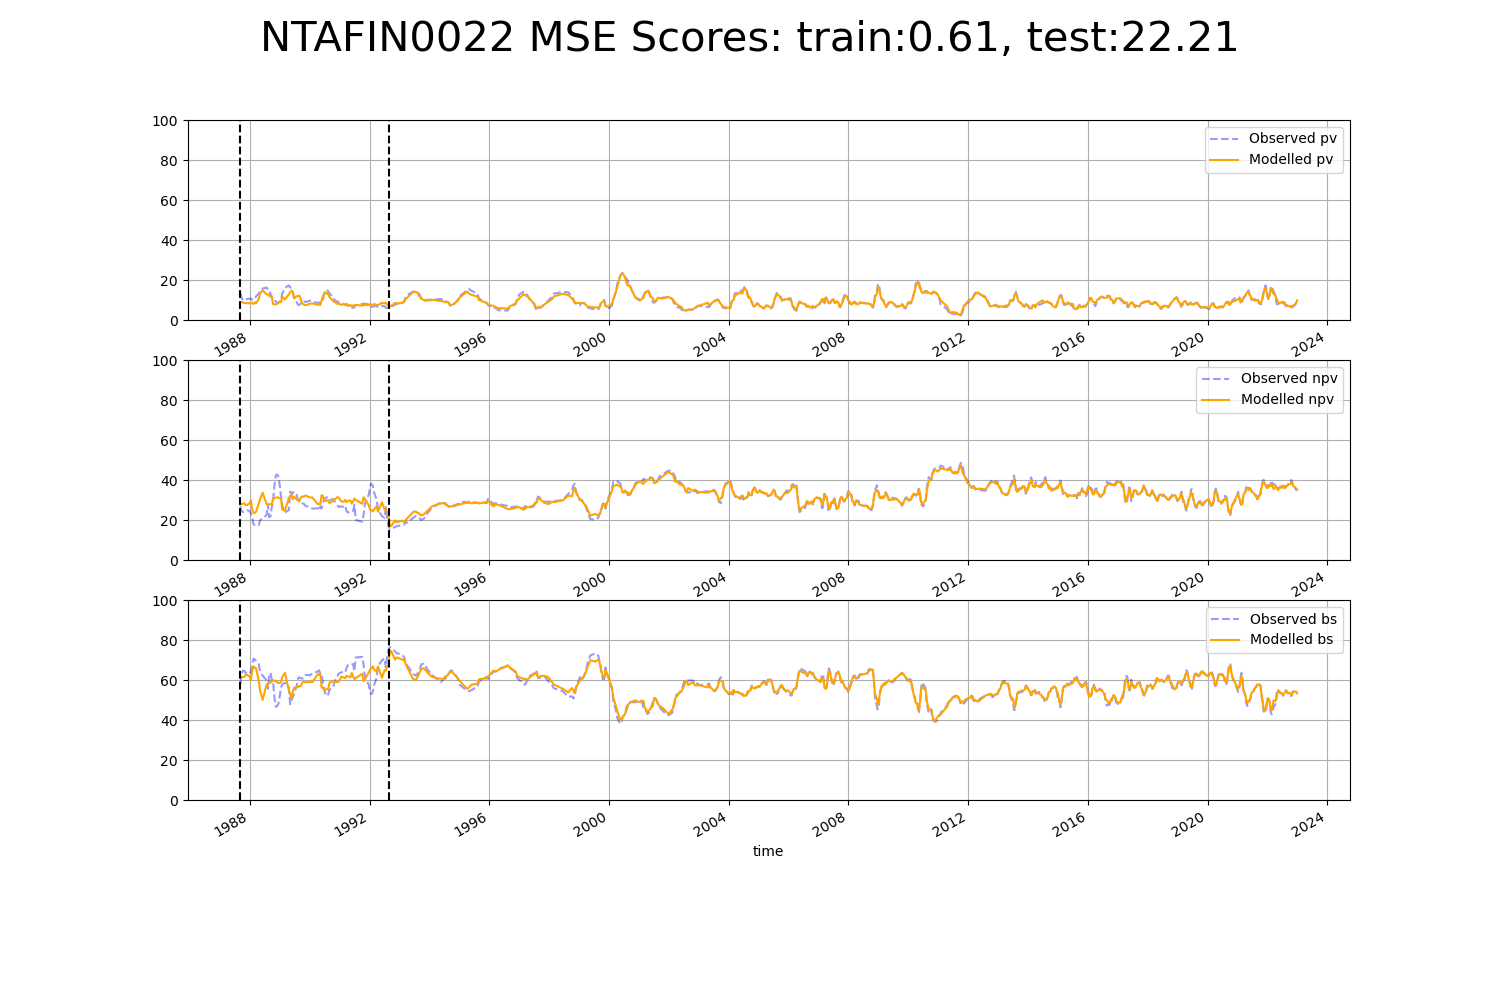 NTAFIN0022 MSE Scores: train:0.61, test:22.21
100
80
60
40
20
0
Observed pv
Modelled pv
1988 1992 1996 2000 2004 2008 2012 2016 2020 2024
100
80
60
40
20
0
Observed npv
Modelled npv
1988 1992 1996 2000 2004 2008 2012 2016 2020 2024
100
80
60
40
20
0
Observed bs
Modelled bs
1988 1992 1996 2000 2004 2008 2012 2016 2020 2024
time